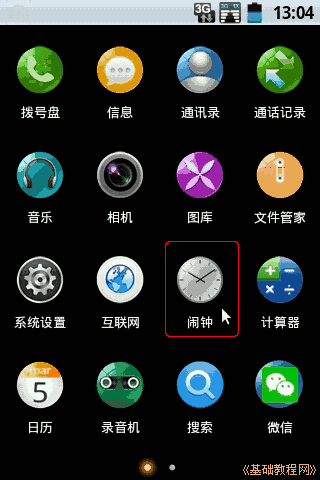 3G 13:04
拨号盘 信息 通讯录 通话记录
音乐 相机 图库 文件管家
系统设置 互联网 闹钟 计算器
mar
5
日历 录音机 搜索 微信
《基础教程网》